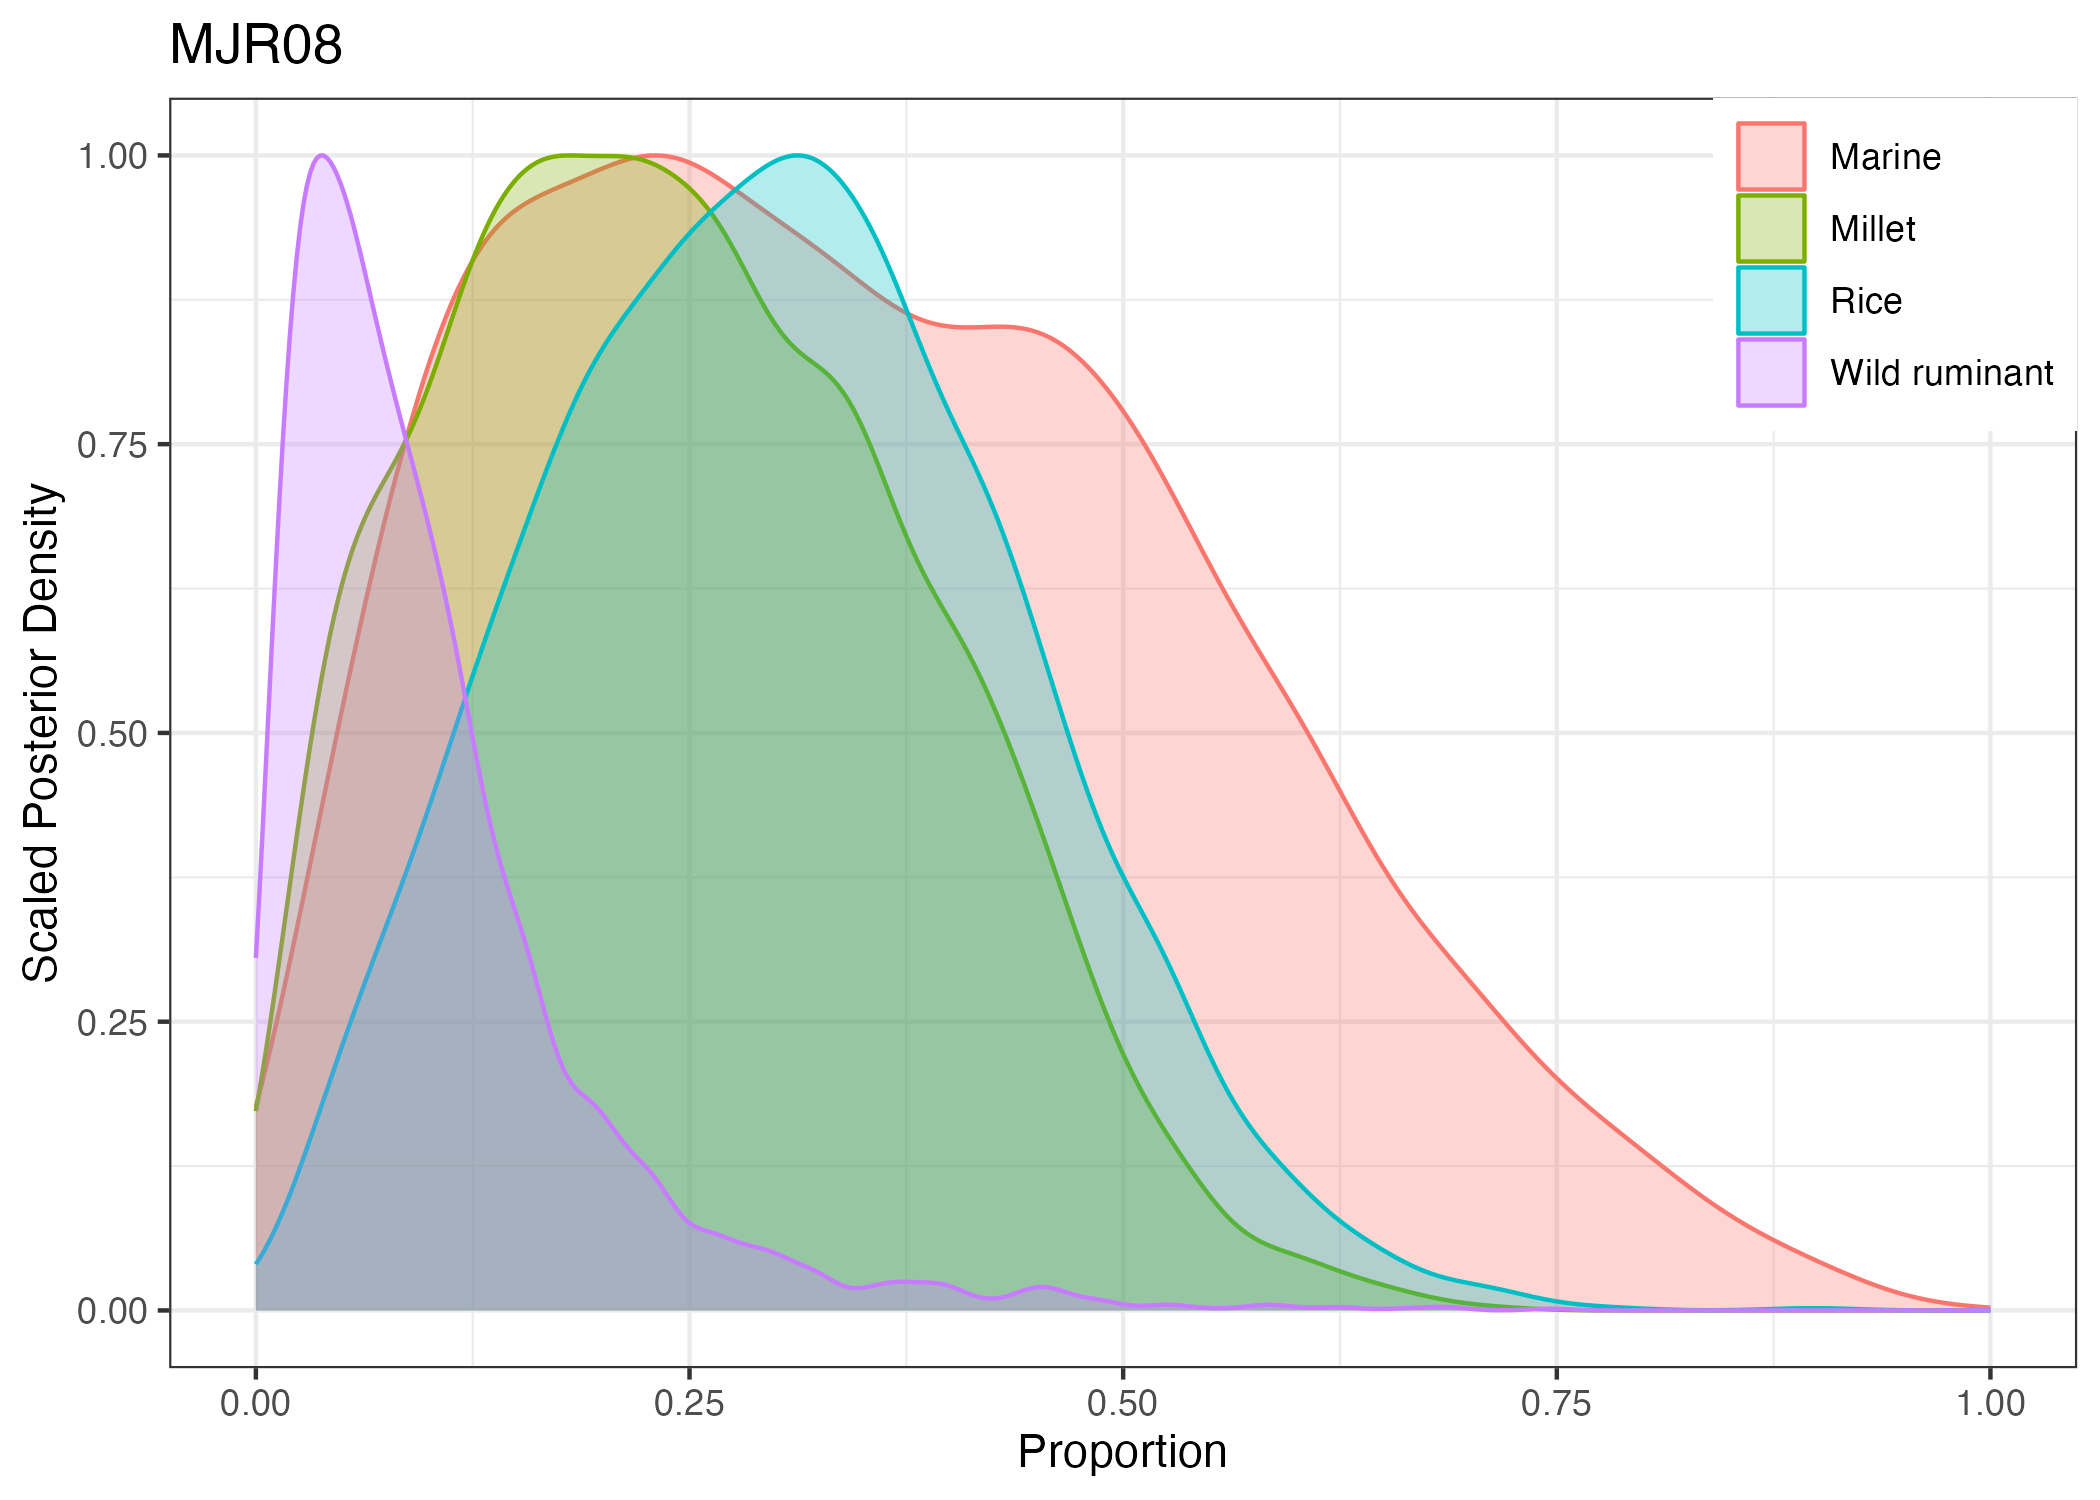 MJR08
Marine
Millet
Rice
Wild ruminant
Scaled Posterior Density
1.00
0.75
0.50
0.25
0.00
0.00 0.25 0.50 0.75 1.00
Proportion